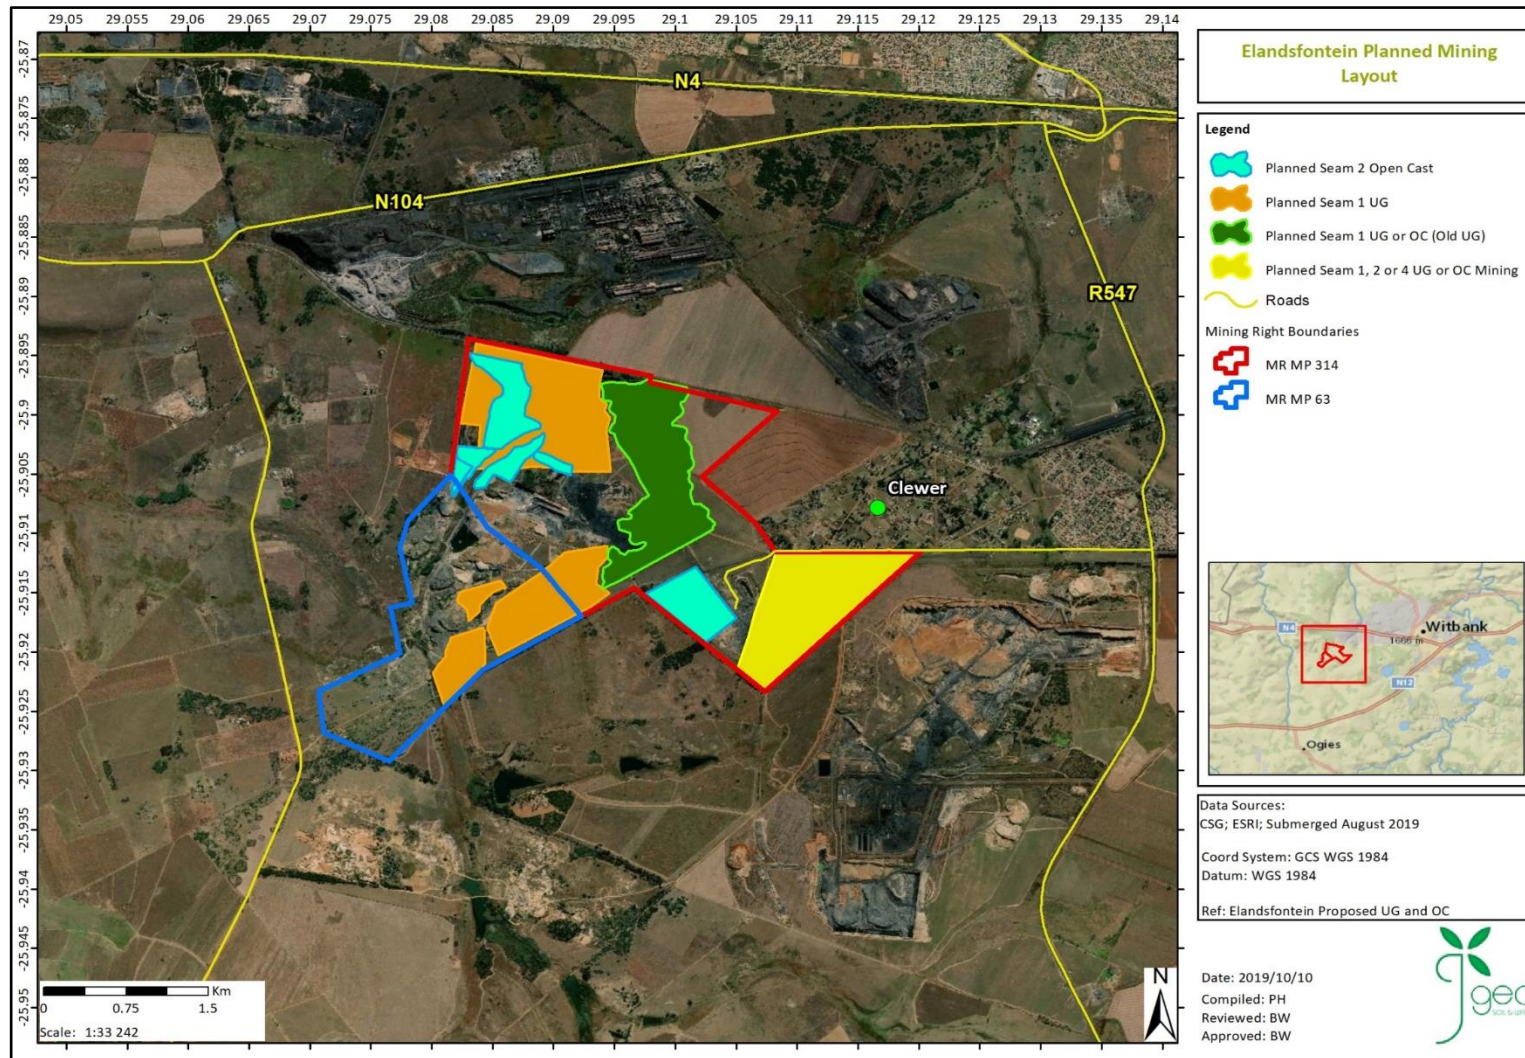 29.05 29.055 29.06 29.065 29.07 29.075 29.08 29.085 29.09 29.095 29.1 29.105 29.11 29.115 29.12 29.125 29.13 29.135 29.14
-25.87
-25.875
-25.88
-25.885
-25.89
-25.895
-25.9
-25.905
-25.91
-25.915
-25.92
-25.925
-25.93
-25.935
-25.94
-25.945
-25.95
N4
N104
R547
Clewer
Km
0 0.75 1.5
Scale: 1:33 242
N
Elandsfontein Planned Mining
Layout
Legend
Planned Seam 2 Open Cast
Planned Seam 1 UG
Planned Seam 1 UG or OC (Old UG)
Planned Seam 1, 2 or 4 UG or OC Mining
Roads
Mining Right Boundaries
MR MP 314
MR MP 63
N4
Witbank
1666 m
N12
Ogies
Data Sources:
CSG; ESRI; Submerged August 2019
Coord System: GCS WGS 1984
Datum: WGS 1984
Ref: Elandsfontein Proposed UG and OC
Date: 2019/10/10
Compiled: PH
Reviewed: BW
Approved: BW